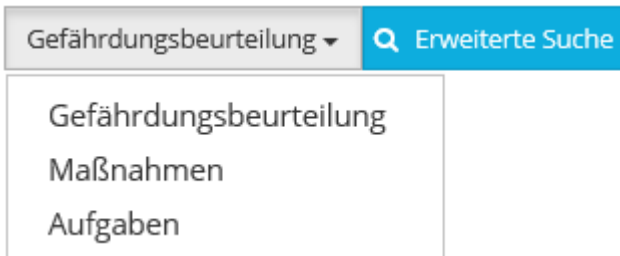 Gefährdungsbeurteilung Erweiterte Suche
Gefährdungsbeurteilung
Maßnahmen
Aufgaben